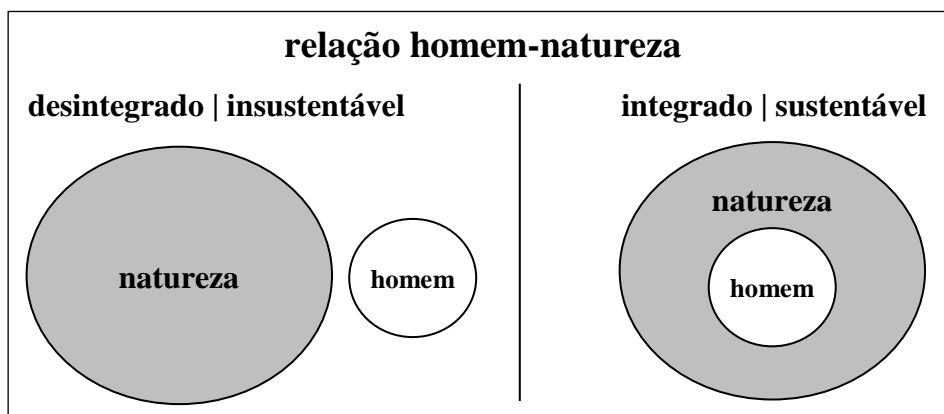 relação homem-natureza
desintegrado | insustentável
natureza
homem
integrado | sustentável
natureza
homem